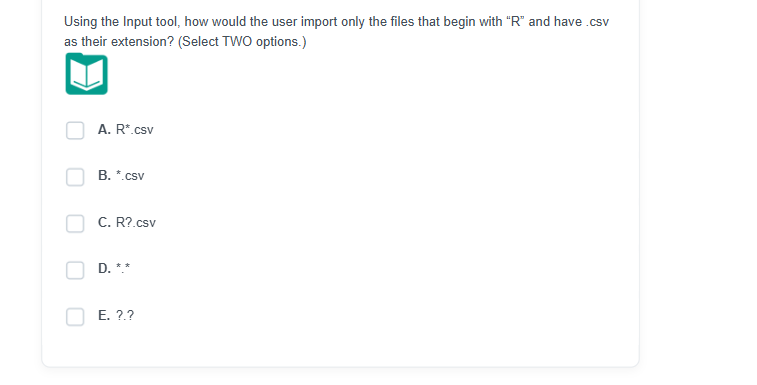 Using the Input tool, how would the user import only the files that begin with “R” and have .csv
as their extension? (Select TWO options.)
A. R*.csv
B. *.csv
C. R?.csv
D. *.*
E. ?.?